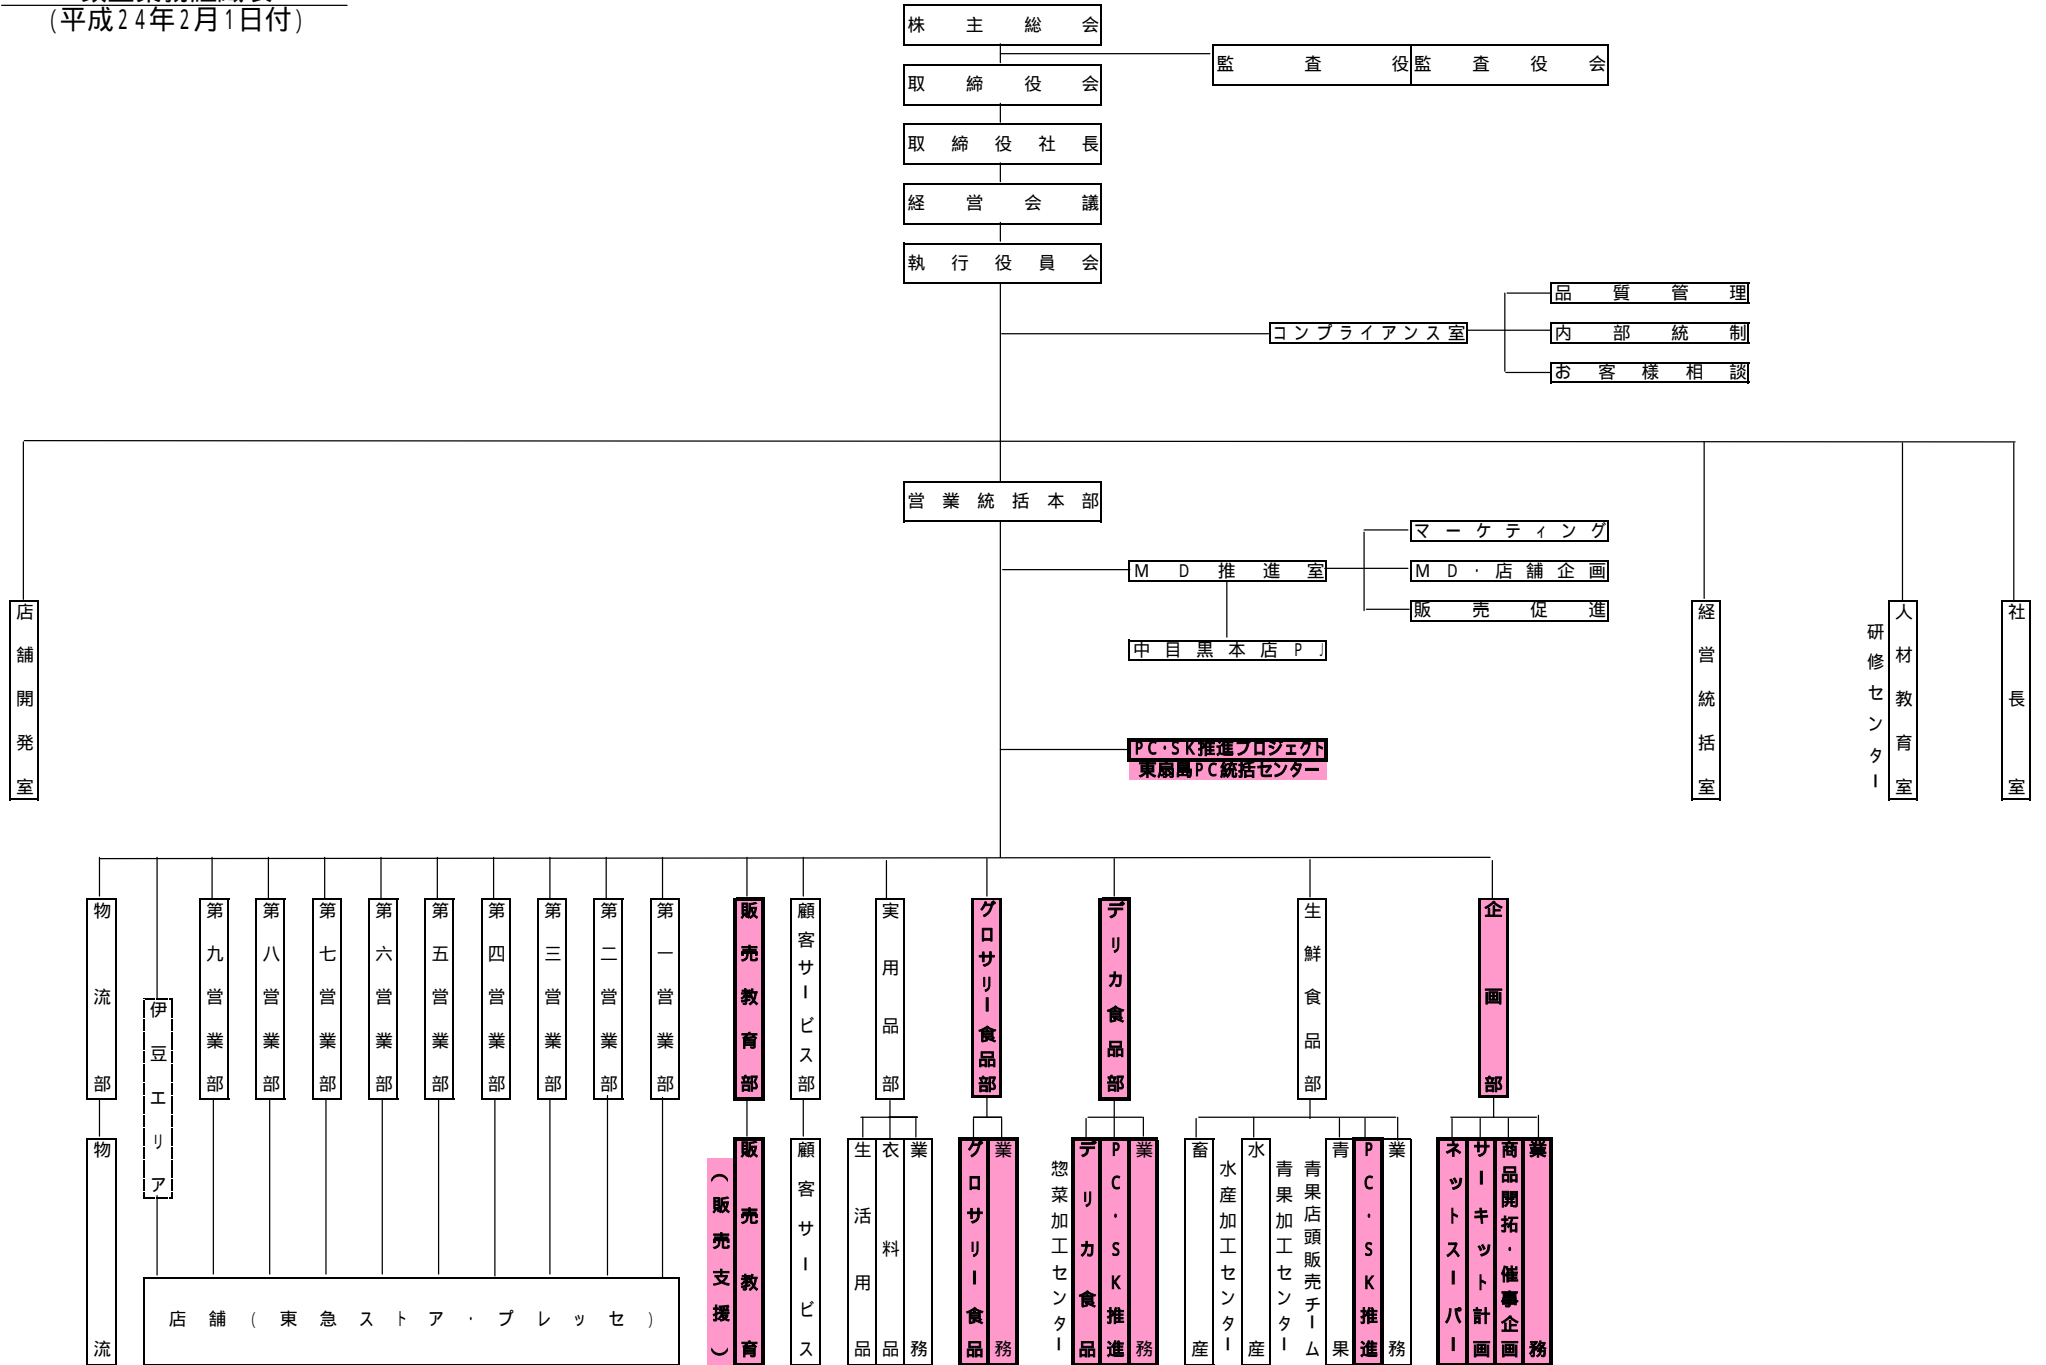 (平成24年2月1日付)
株主総会
監査役
監査役会
取締役会
取締役社長
経営会議
執行役員会
品質管理
コンプライアンス室
内部統制
お客様相談
営業統括本部
マーケティング
MD推進室
MD・店舗企画
販売促進
中目黒本店PJ
店舗開発室
経営統括室
研修センター
人材教育室
社長室
PC・SK推進プロジェクト
東扇島PC統括センター
物流部
伊豆エリア
第九営業部
第八営業部
第七営業部
第六営業部
第五営業部
第四営業部
第三営業部
第二営業部
第一営業部
販売教育部
顧客サービス部
実用品部
グロサリー食品部
デリカ食品部
生鮮食品部
企画部
物流
店舗(東急ストア・プレッセ)
(販売支援)
販売教育
顧客サービス
生活用品
衣料品
業務
グロサリー食品
業務
惣菜加工センター
デリカ食品
PC・SK推進
業務
畜産
水産加工センター
水産
青果加工センター
青果店頭販売チーム
青果
PC・SK推進
業務
ネットスーパー
サーキット計画
商品開拓・催事企画
業務